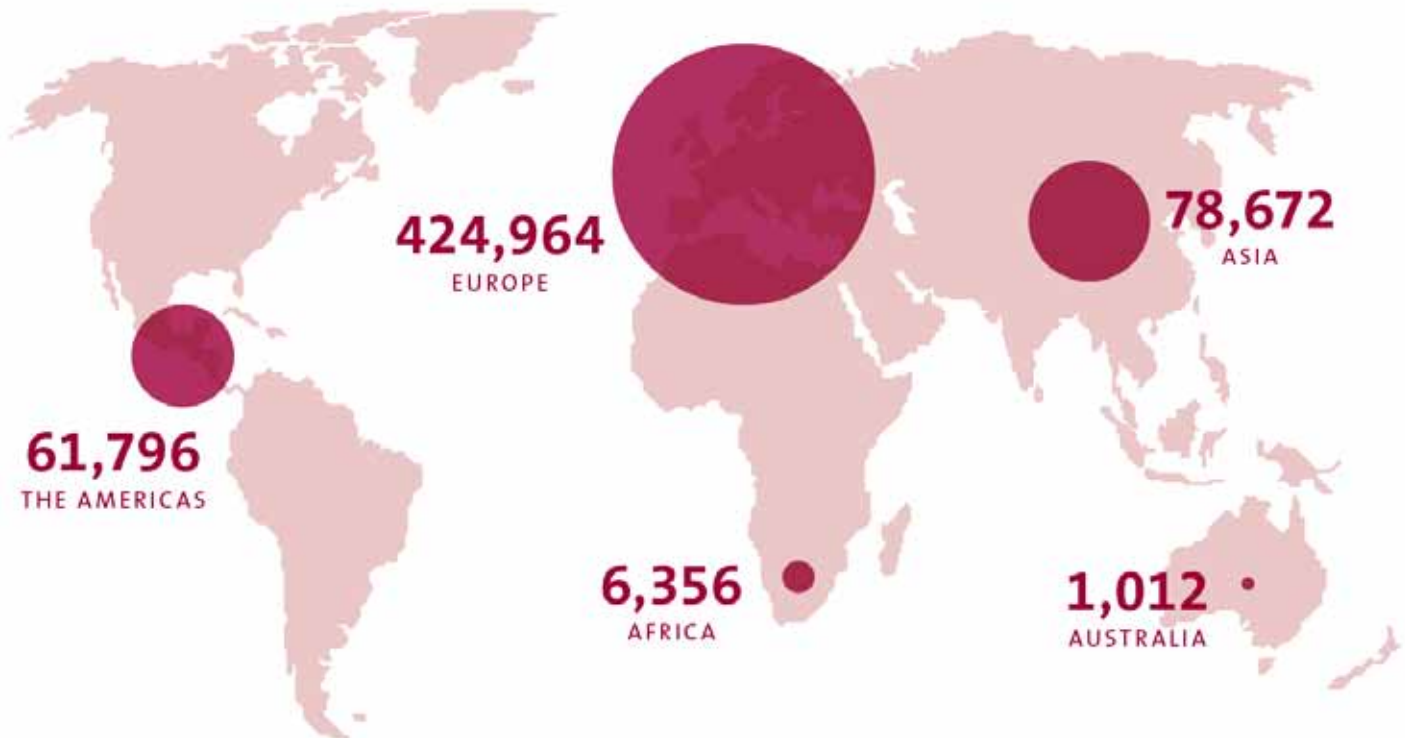 424,964
EUROPE
78,672
ASIA
61,796
THE AMERICAS
6,356
AFRICA
1,012
AUSTRALIA